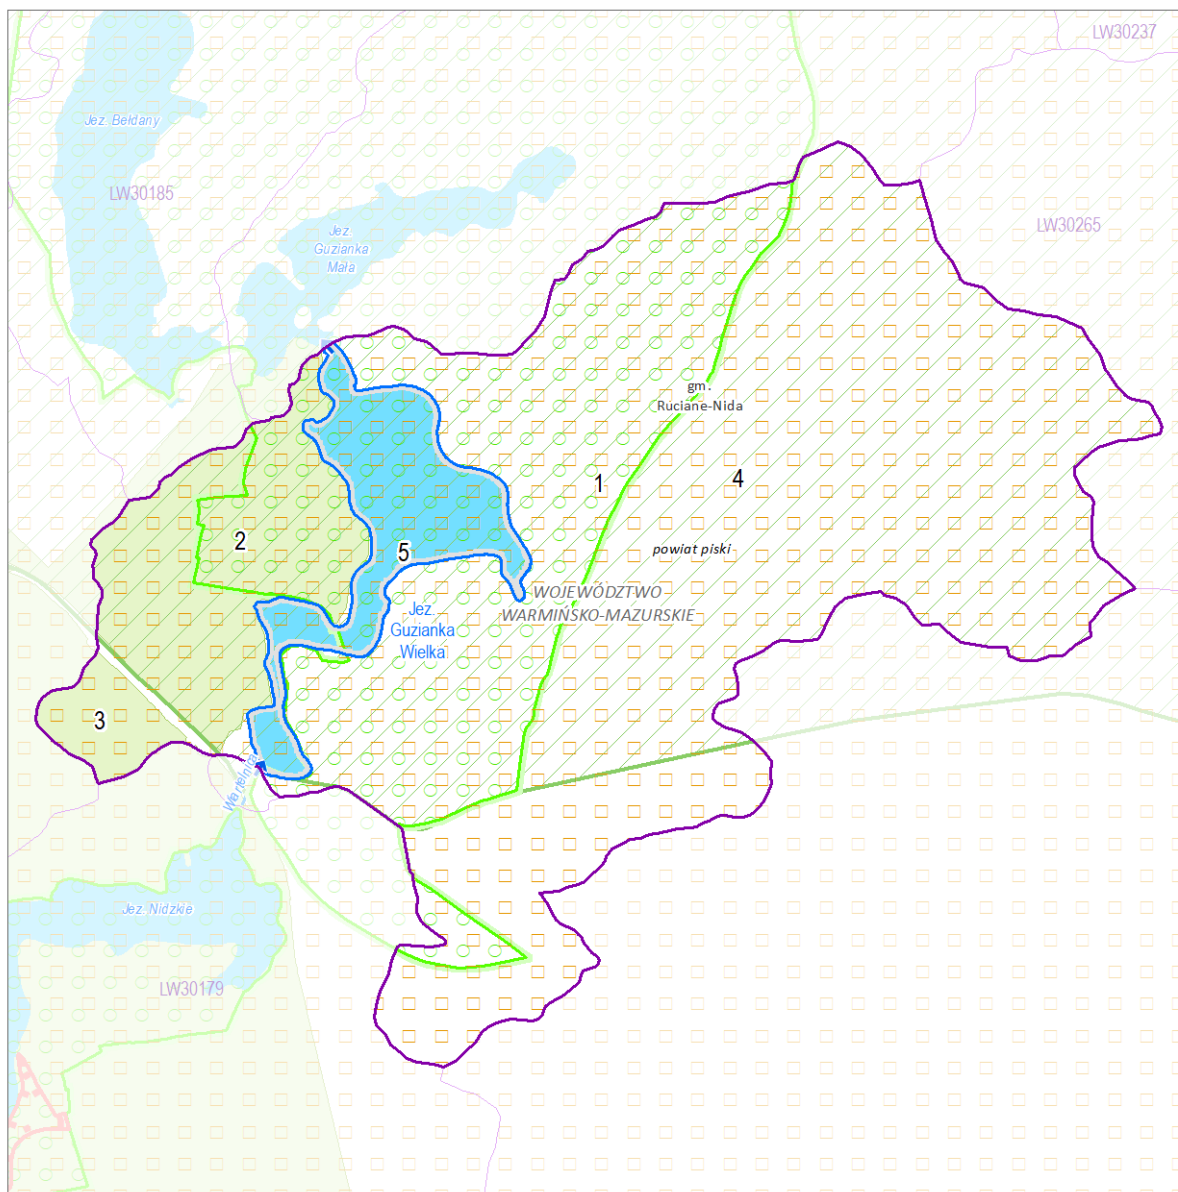 LW30237
Jez. Bełdany
LW30185
LW30265
Jez.
Guzianka
Mała
gm.
Ruciane-Nida
1
4
2
5
powiat piski
WOJEWÓDZTWO
WARMIŃSKO-MAZURSKIE
Jez.
Guzianka
Wielka
3
Wartelnica
Jez. Nidzkie
LW30179